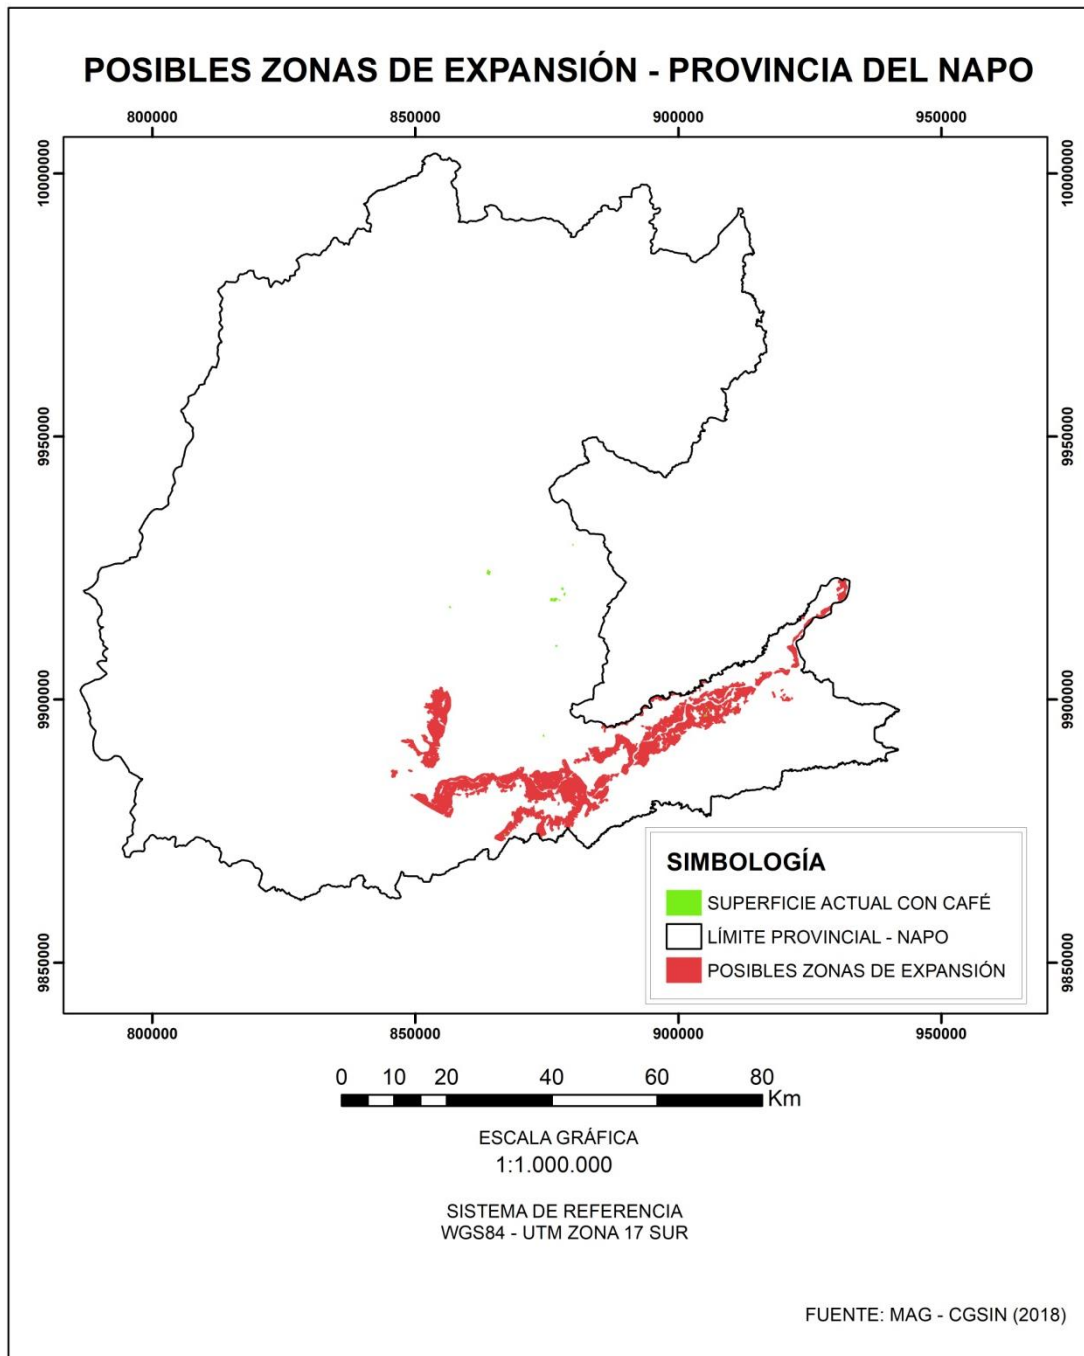 POSIBLES ZONAS DE EXPANSIÓN - PROVINCIA DEL NAPO
800000 850000 900000 950000
10000000 10000000
9950000 9950000
9900000 9900000
9850000 9850000
SIMBOLOGÍA
SUPERFICIE ACTUAL CON CAFÉ
LÍMITE PROVINCIAL - NAPO
POSIBLES ZONAS DE EXPANSIÓN
800000 850000 900000 950000
0 10 20 40 60 80
Km
ESCALA GRÁFICA
1:1.000.000
SISTEMA DE REFERENCIA
WGS84 - UTM ZONA 17 SUR
FUENTE: MAG - CGSIN (2018)